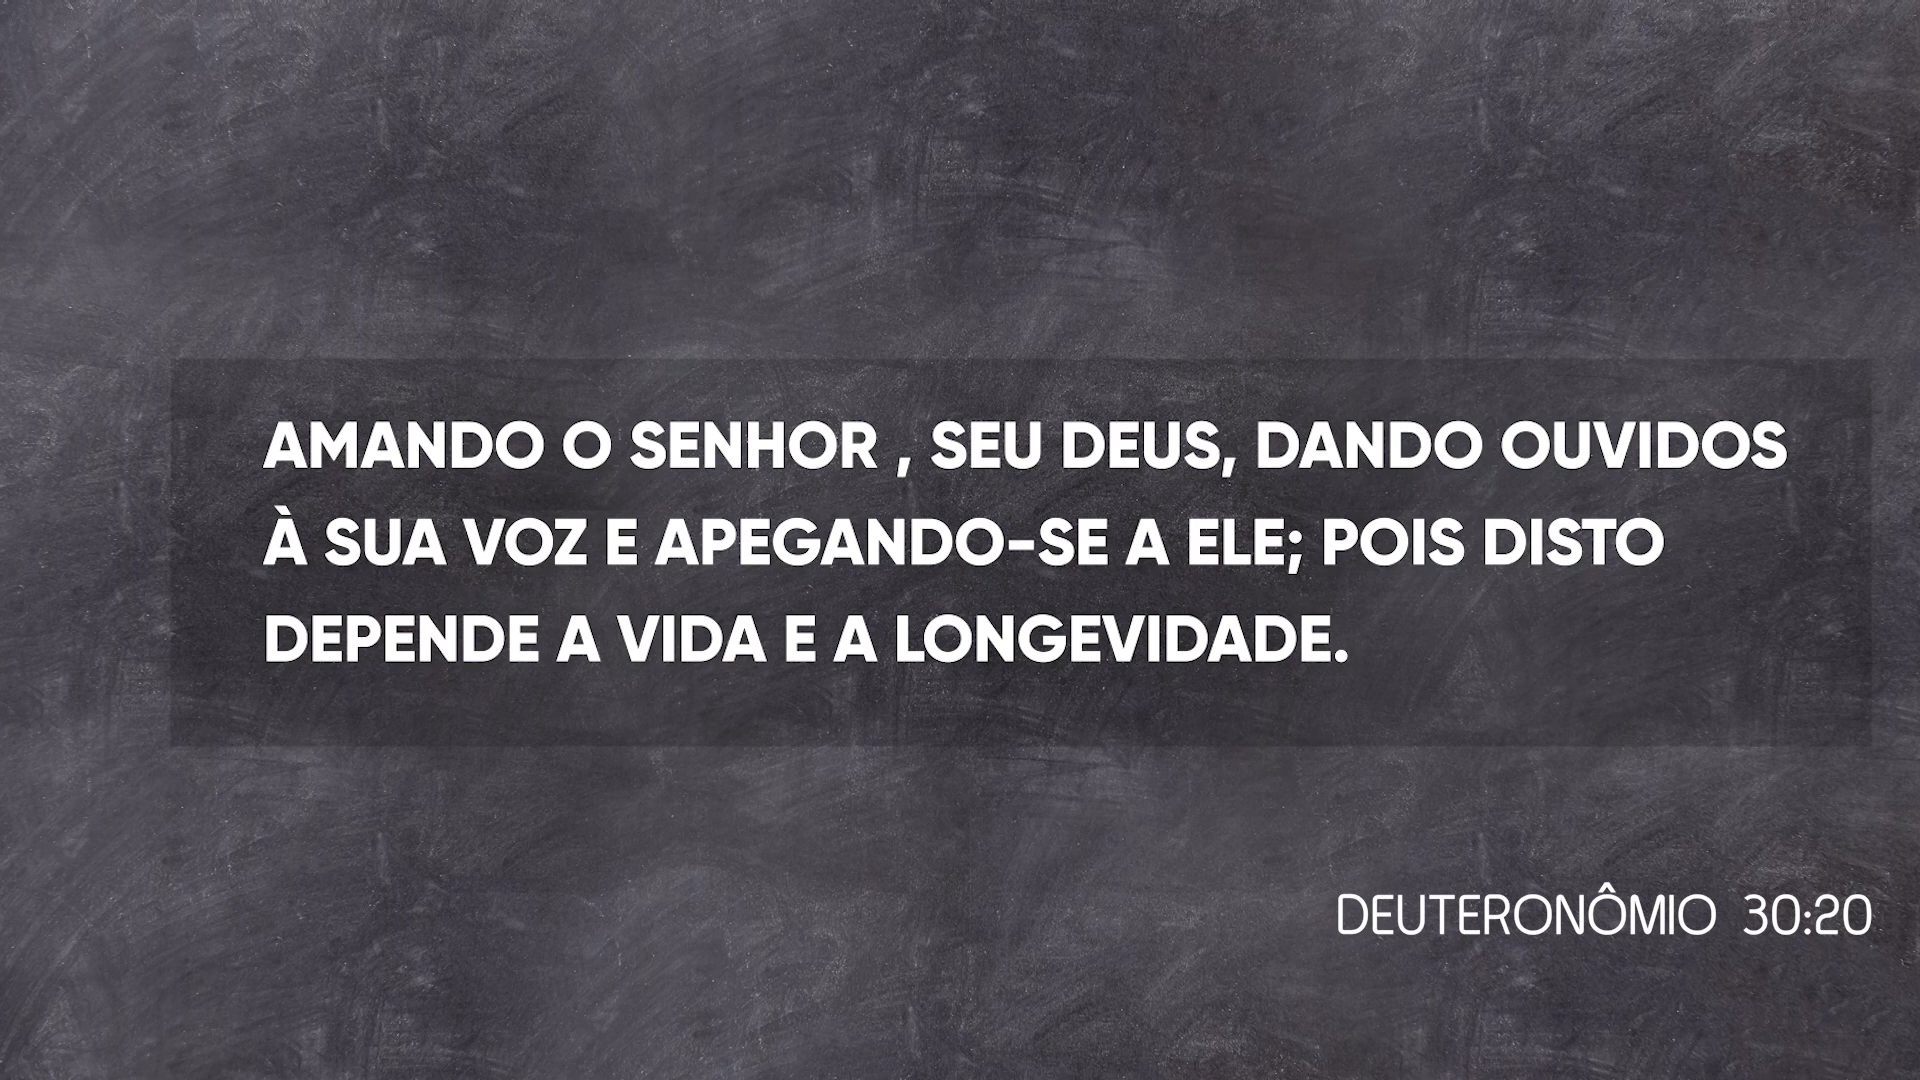 AMANDO O SENHOR , SEU DEUS, DANDO OUVIDOS
À SUA VOZ E APEGANDO-SE A ELE; POIS DISTO
DEPENDE A VIDA E A LONGEVIDADE.
DEUTERONÔMIO 30:20